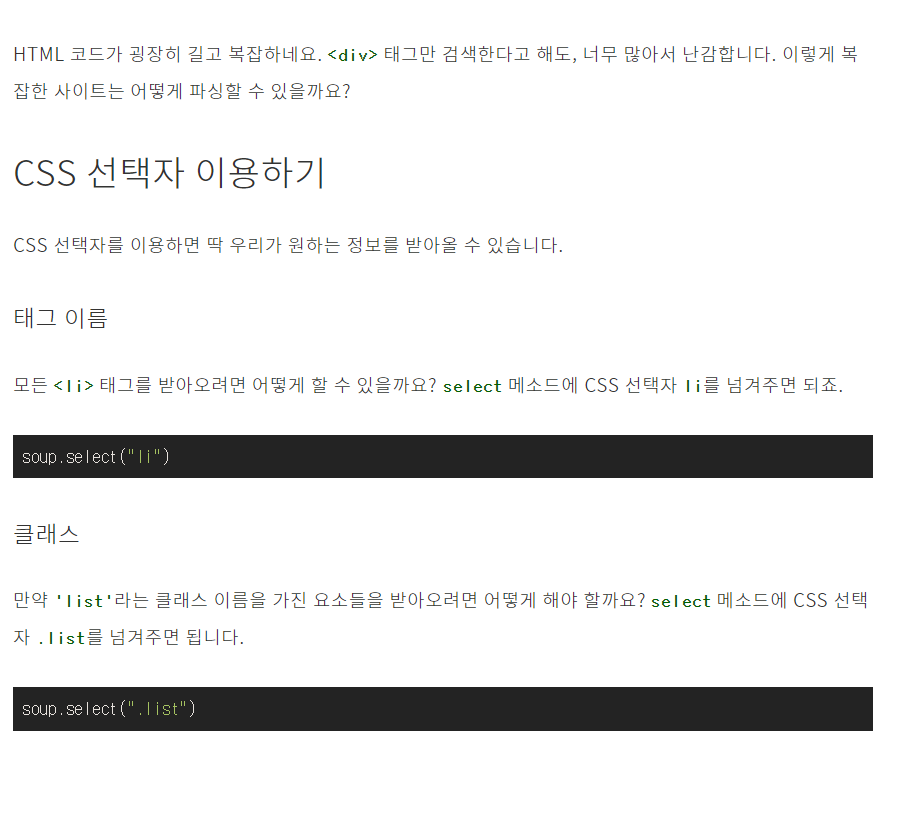 HTML 코드가 굉장히 길고 복잡하네요. <div> 태그만 검색한다고 해도, 너무 많아서 난감합니다. 이렇게 복
잡한 사이트는 어떻게 파싱할 수 있을까요?
CSS 선택자 이용하기
CSS 선택자를 이용하면 딱 우리가 원하는 정보를 받아올 수 있습니다.
태그 이름
모든 <li> 태그를 받아오려면 어떻게 할 수 있을까요? select 메소드에 CSS 선택자 li를 넘겨주면 되죠.
soup.select("li")
클래스
만약 'list'라는 클래스 이름을 가진 요소들을 받아오려면 어떻게 해야 할까요? select 메소드에 CSS 선택
자 .list를 넘겨주면 됩니다.
soup.select(".list")